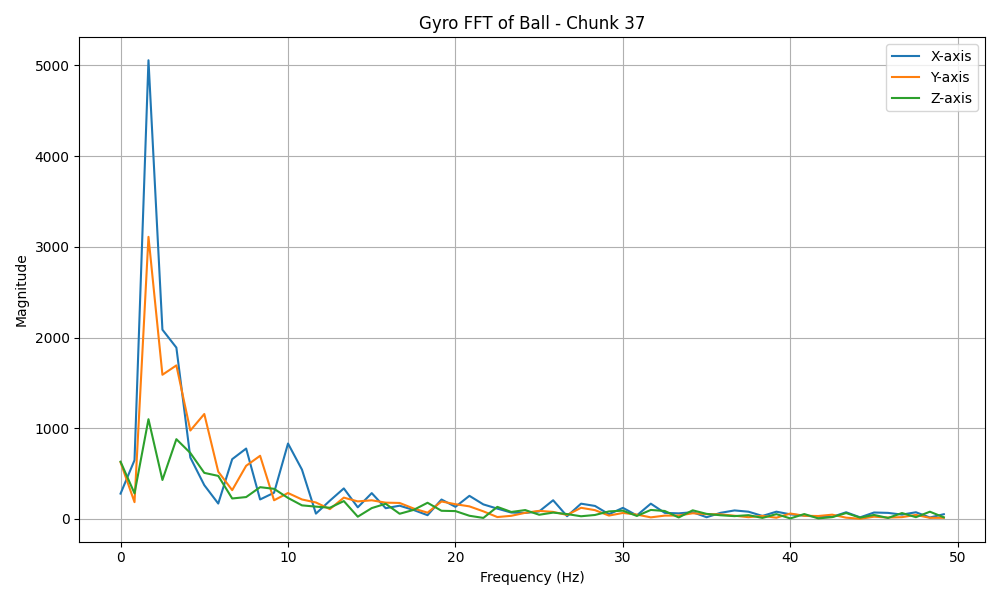 Gyro FFT of Ball - Chunk 37
X-axis
Y-axis
Z-axis
Magnitude
5000
4000
3000
2000
1000
0
0 10 20 30 40 50
Frequency (Hz)